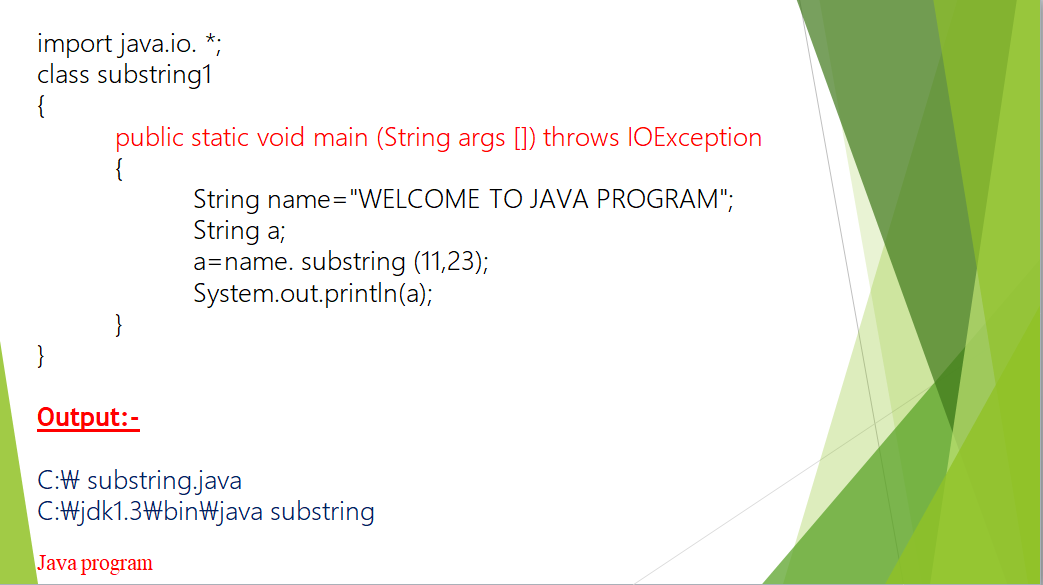 import java.io. *;
class substring1
{
public static void main (String args []) throws IOException
{
String name="WELCOME TO JAVA PROGRAM";
String a;
a=name. substring (11,23);
System.out.println(a);
}
}
Output:-
C:₩ substring.java
C:₩jdk1.3₩bin₩java substring
Java program